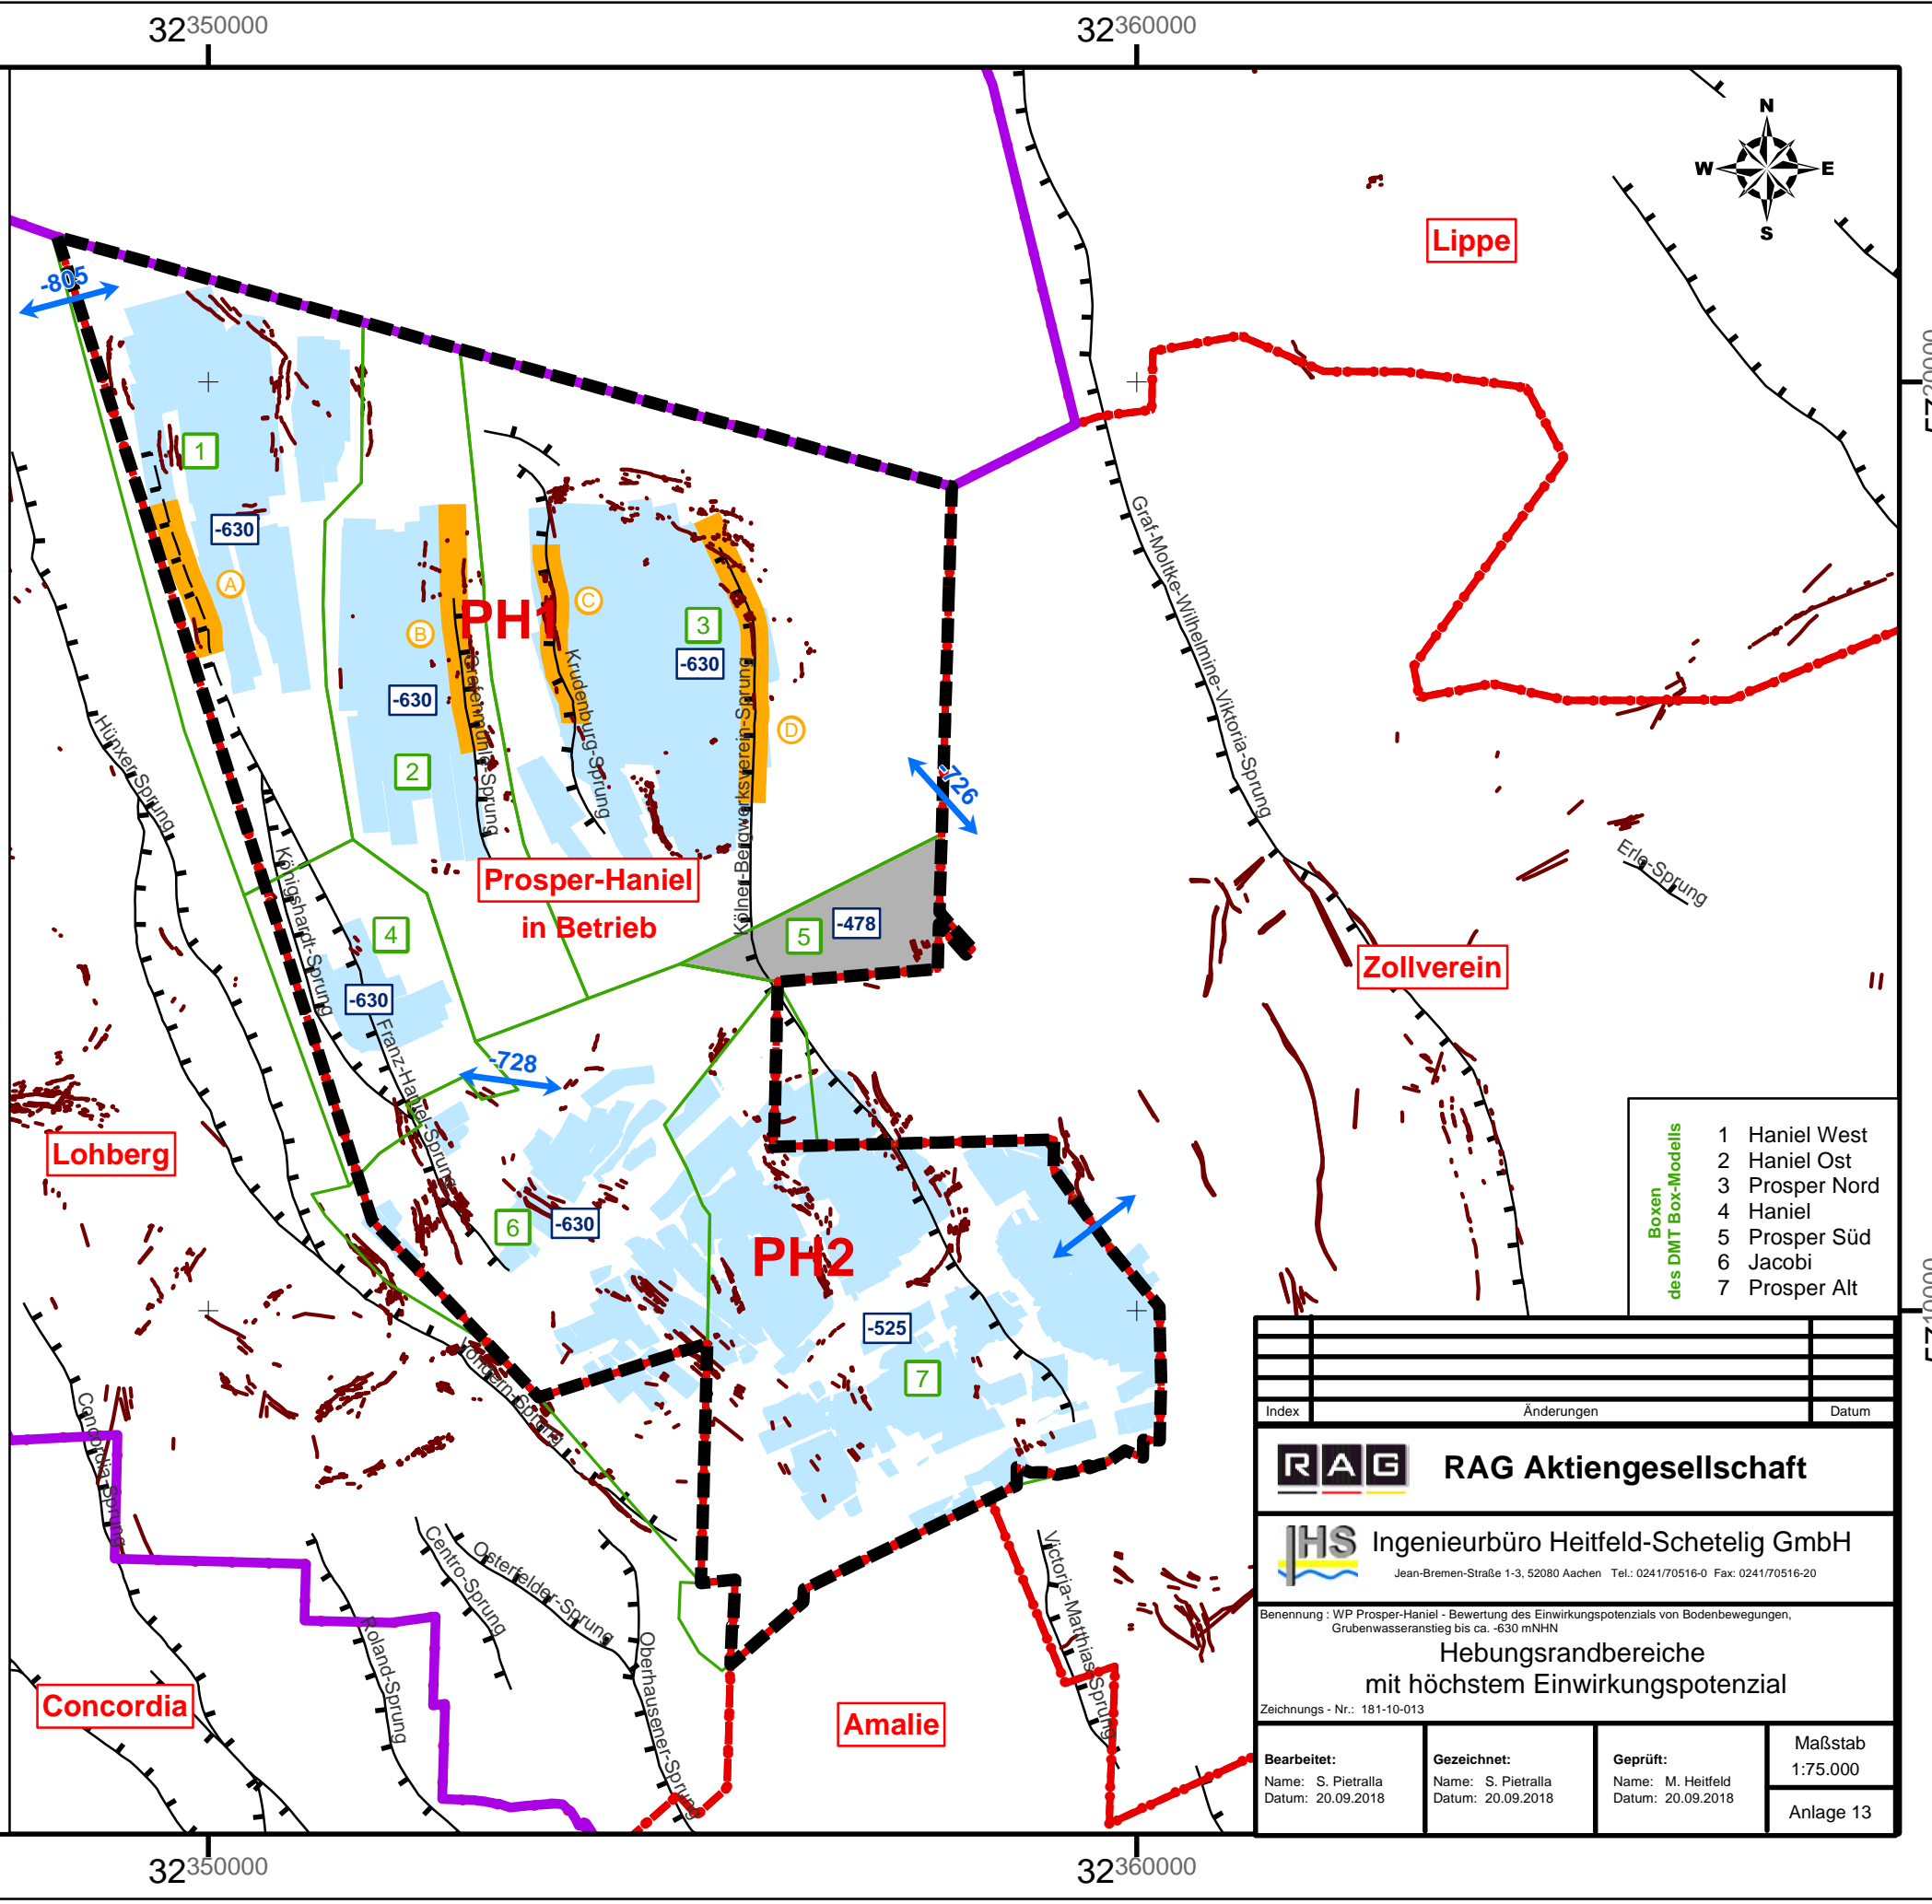 32350000
32360000
N
W E
S
Lippe
-805
1
-630
A
B
C
D
PH1
3
-630
-630
2
Grafenmühle-Sprung
Krudenburg-Sprung
Kölner-Bergwerksverein-Sprung
Graf-Moltke-Wilhelmine-Viktoria-Sprung
Hünxer-Sprung
-726
Erle-Sprung
Königshardt-Sprung
Prosper-Haniel
in Betrieb
4
5
-478
Zollverein
-630
Franz-Haniel-Sprung
-728
Lohberg
6
-630
PH2
-525
7
Concordia-Sprung
Centro-Sprung
Osterfelder-Sprung
Roland-Sprung
Oberhausener-Sprung
Victoria-Matthias-Sprung
Concordia
Amalie
Boxen
des DMT Box-Modells
1 Haniel West
2 Haniel Ost
3 Prosper Nord
4 Haniel
5 Prosper Süd
6 Jacobi
7 Prosper Alt
Index Änderungen Datum
RAG RAG Aktiengesellschaft
IHS Ingenieurbüro Heitfeld-Schetelig GmbH
Jean-Bremen-Straße 1-3, 52080 Aachen Tel.: 0241/70516-0 Fax: 0241/70516-20
Benennung : WP Prosper-Haniel - Bewertung des Einwirkungspotenzials von Bodenbewegungen,
Grubenwasseranstieg bis ca. -630 mNHN
Hebungsrandbereiche
mit höchstem Einwirkungspotenzial
Zeichnungs - Nr.: 181-10-013
Bearbeitet:
Name: S. Pietralla
Datum: 20.09.2018
Gezeichnet:
Name: S. Pietralla
Datum: 20.09.2018
Geprüft:
Name: M. Heitfeld
Datum: 20.09.2018
Maßstab
1:75.000
Anlage 13
32350000
32360000